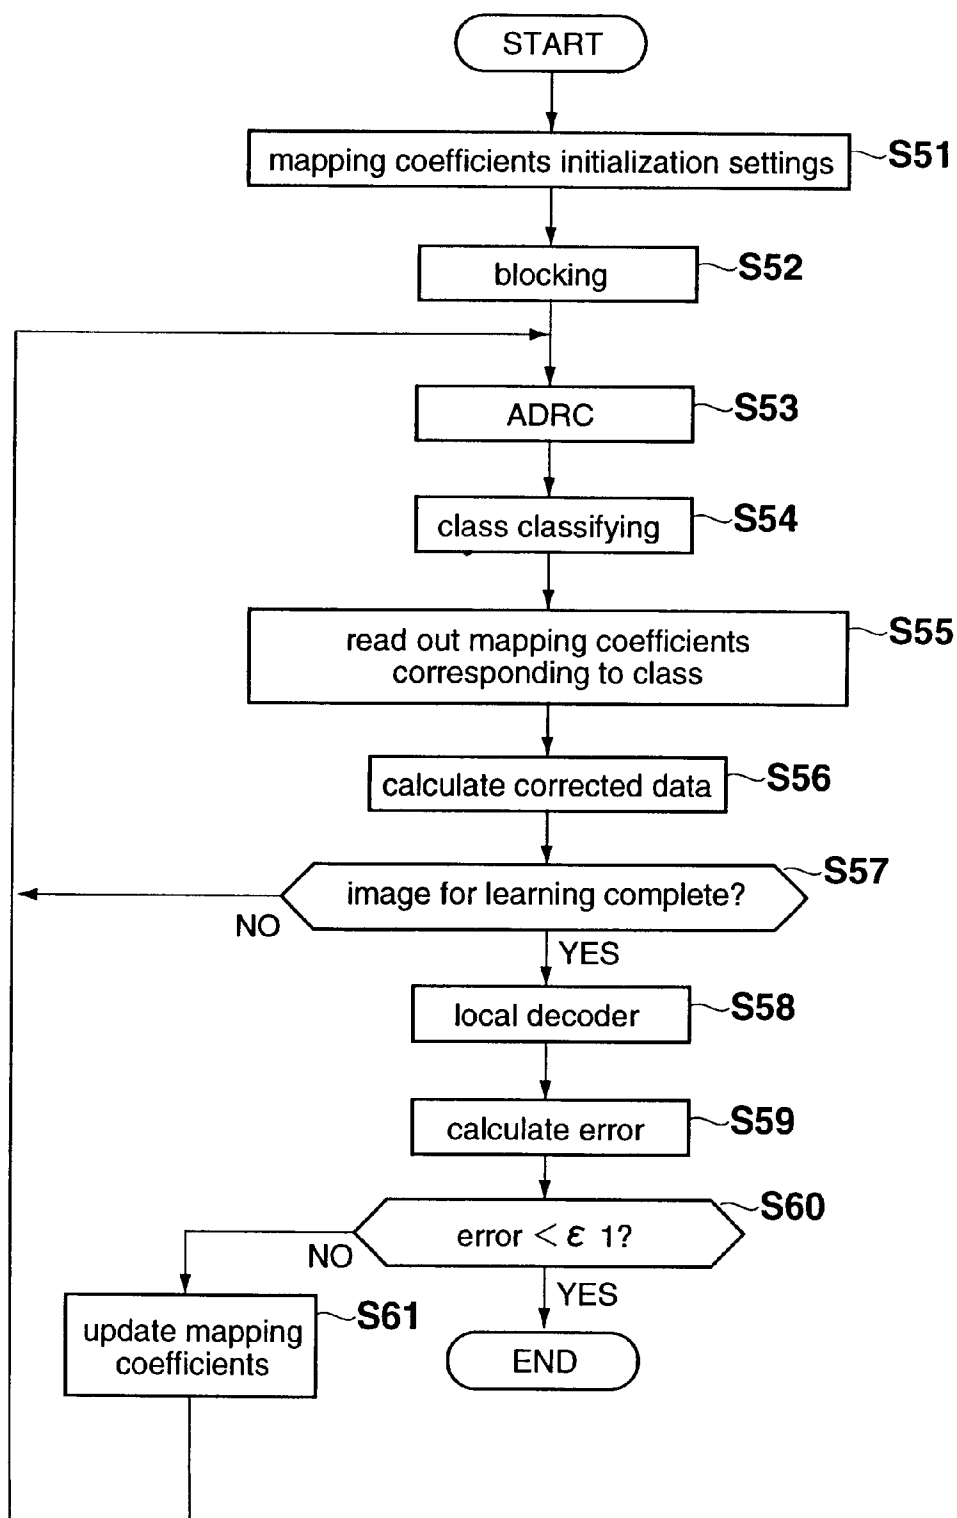 START
mapping coefficients initialization settings
S51
blocking
S52
ADRC
S53
class classifying
S54
read out mapping coefficients
corresponding to class
S55
calculate corrected data
S56
image for learning complete?
S57
NO
YES
local decoder
S58
calculate error
S59
error < ε 1?
S60
NO
YES
update mapping
coefficients
S61
END